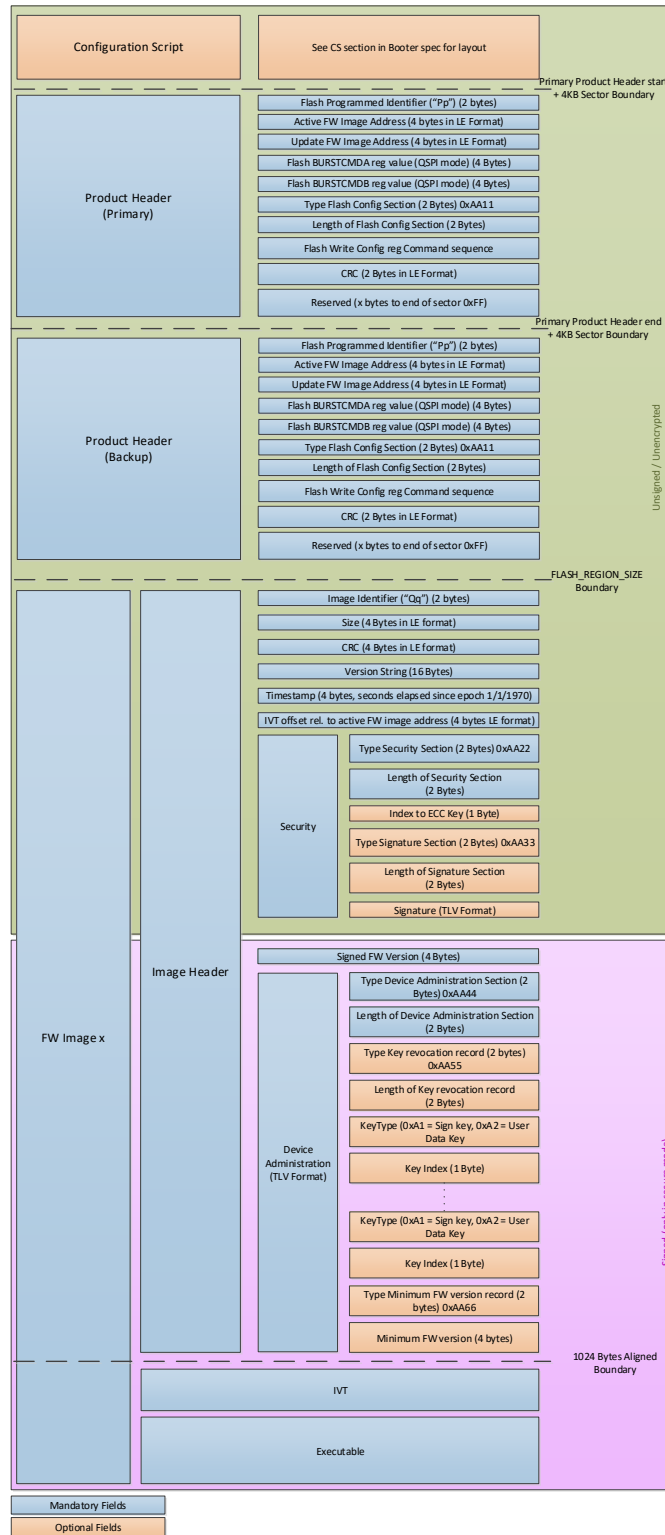 Configuration Script
See CS section in Booter spec for layout
Primary Product Header start
+ 4KB Sector Boundary
Product Header
(Primary)
Flash Programmed Identifier ("Pp") (2 bytes)
Active FW Image Address (4 bytes in LE Format)
Update FW Image Address (4 bytes in LE Format)
Flash BURSTCMDA reg value (QSPI mode) (4 Bytes)
Flash BURSTCMDB reg value (QSPI mode) (4 Bytes)
Type Flash Config Section (2 Bytes) 0xAA11
Length of Flash Config Section (2 Bytes)
Flash Write Config reg Command sequence
CRC (2 Bytes in LE Format)
Reserved (x bytes to end of sector 0xFF)
Primary Product Header end
+ 4KB Sector Boundary
Product Header
(Backup)
Flash Programmed Identifier ("Pp") (2 bytes)
Active FW Image Address (4 bytes in LE Format)
Update FW Image Address (4 bytes in LE Format)
Flash BURSTCMDA reg value (QSPI mode) (4 Bytes)
Flash BURSTCMDB reg value (QSPI mode) (4 Bytes)
Type Flash Config Section (2 Bytes) 0xAA11
Length of Flash Config Section (2 Bytes)
Flash Write Config reg Command sequence
CRC (2 Bytes in LE Format)
Reserved (x bytes to end of sector 0xFF)
Unsigned / Unencrypted
FLASH_REGION_SIZE
Boundary
FW Image x
Image Header
Image Identifier ("Qq") (2 bytes)
Size (4 Bytes in LE format)
CRC (4 Bytes in LE format)
Version String (16 Bytes)
Timestamp (4 bytes, seconds elapsed since epoch 1/1/1970)
IVT offset rel. to active FW image address (4 bytes LE format)
Security
Type Security Section (2 Bytes) 0xAA22
Length of Security Section
(2 Bytes)
Index to ECC Key (1 Byte)
Type Signature Section (2 Bytes) 0xAA33
Length of Signature Section
(2 Bytes)
Signature (TLV Format)
Signed FW Version (4 Bytes)
Device
Administration
(TLV Format)
Type Device Administration Section (2
Bytes) 0xAA44
Length of Device Administration Section
(2 Bytes)
Type Key revocation record (2 bytes)
0xAA55
Length of Key revocation record
(2 Bytes)
KeyType (0xA1 = Sign key, 0xA2 = User
Data Key
Key Index (1 Byte)
KeyType (0xA1 = Sign key, 0xA2 = User
Data Key
Key Index (1 Byte)
Type Minimum FW version record (2
bytes) 0xAA66
Minimum FW version (4 bytes)
1024 Bytes Aligned
Boundary
IVT
Executable
Mandatory Fields
Optional Fields